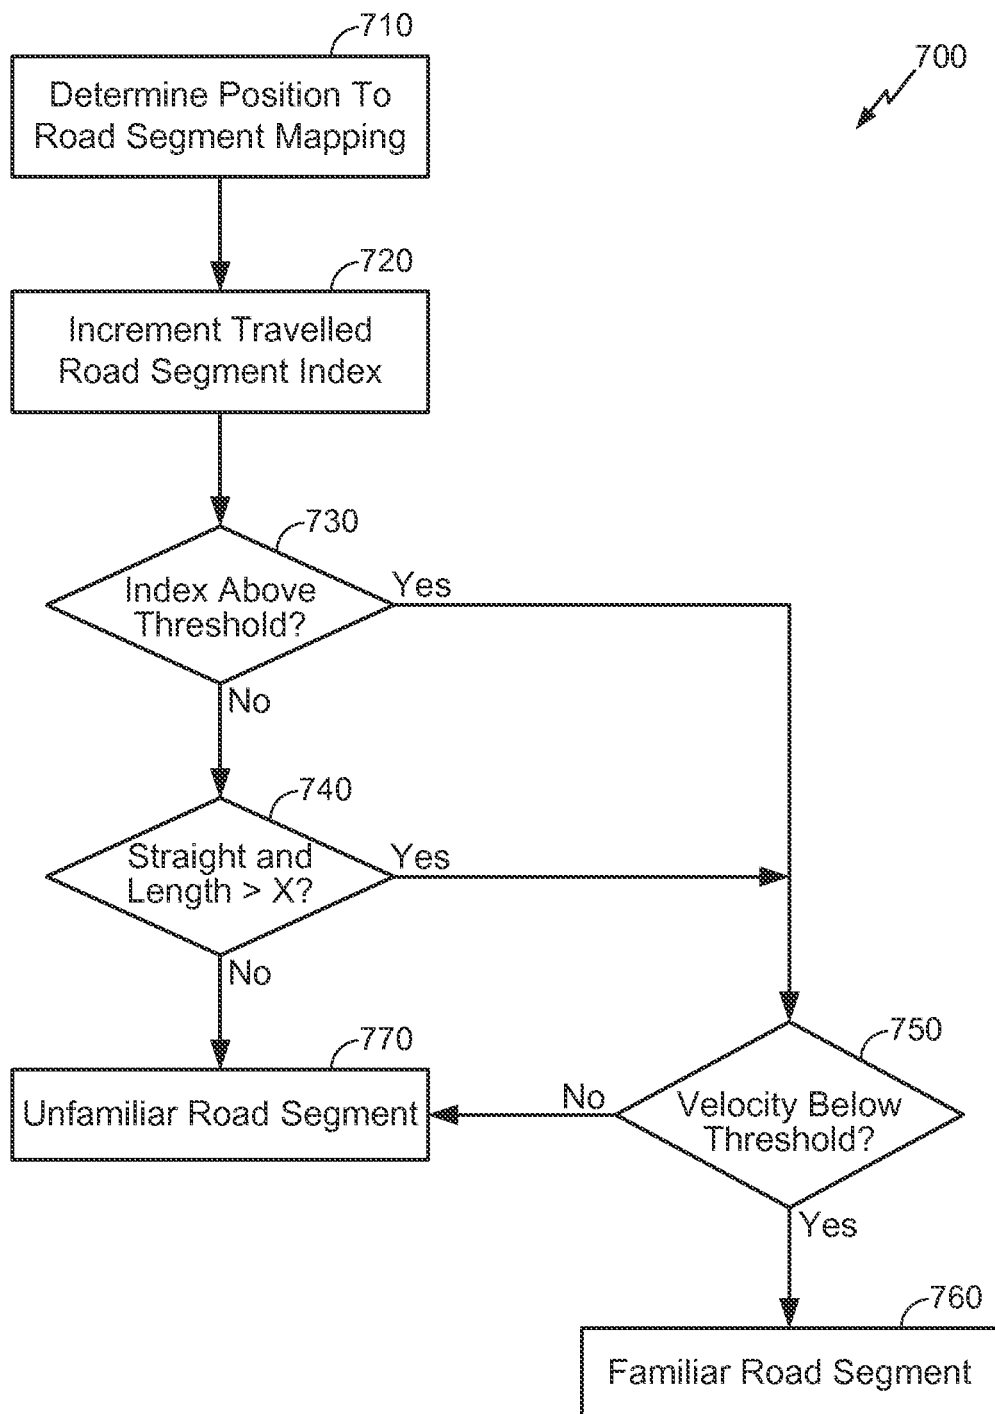 710
700
Determine Position To
Road Segment Mapping
720
Increment Travelled
Road Segment Index
730
Index Above
Threshold?
Yes
No
740
Straight and
Length > X?
Yes
No
770
Unfamiliar Road Segment
750
Velocity Below
Threshold?
No
Yes
760
Familiar Road Segment